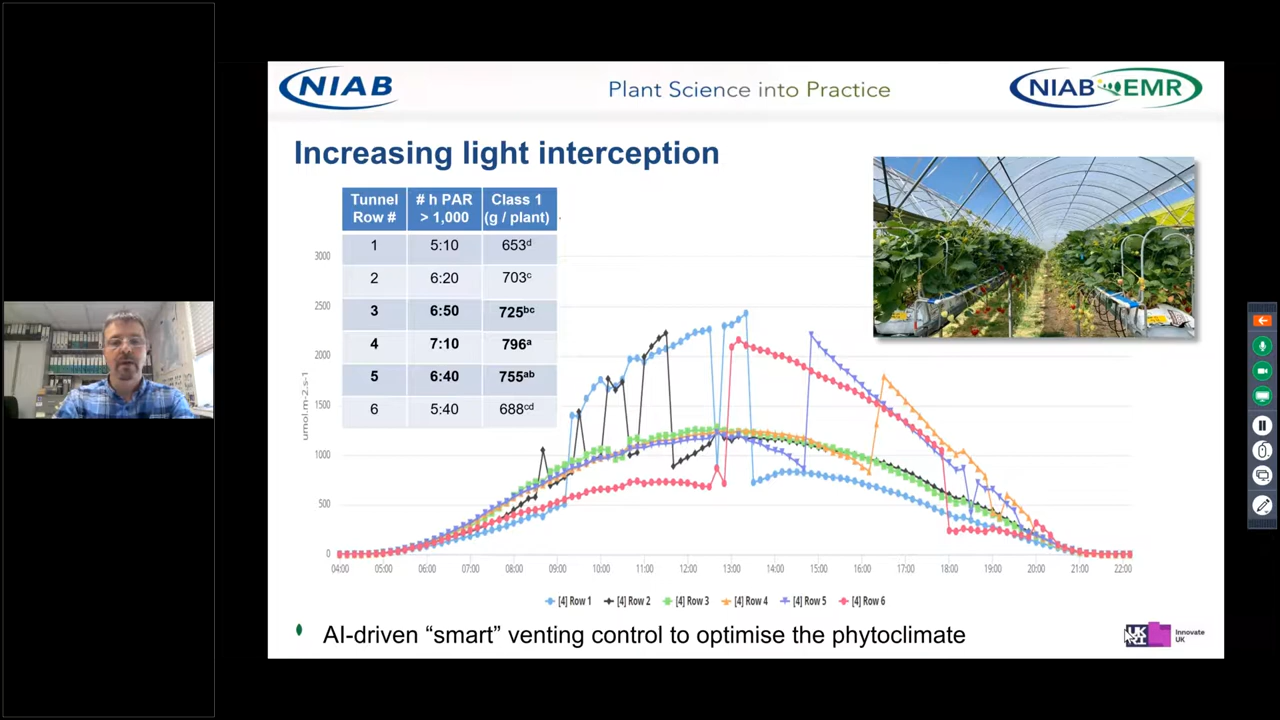 NIAB
Plant Science into Practice
NIAB EMR
Increasing light interception
Tunnel Row # | # h PAR > 1,000 | Class 1 (g / plant)
1 5:10 653ᵈ
2 6:20 703ᶜ
3 6:50 725ᵇᶜ
4 7:10 796ᵃ
5 6:40 755ᵃᵇ
6 5:40 688ᶜᵈ
3000
2500
2000
1500
1000
500
0
umol.m-2.s-1
04:00 05:00 06:00 07:00 08:00 09:00 10:00 11:00 12:00 13:00 14:00 15:00 16:00 17:00 18:00 19:00 20:00 21:00 22:00
[4] Row 1 [4] Row 2 [4] Row 3 [4] Row 4 [4] Row 5 [4] Row 6
AI-driven “smart” venting control to optimise the phytoclimate
Innovate
UK